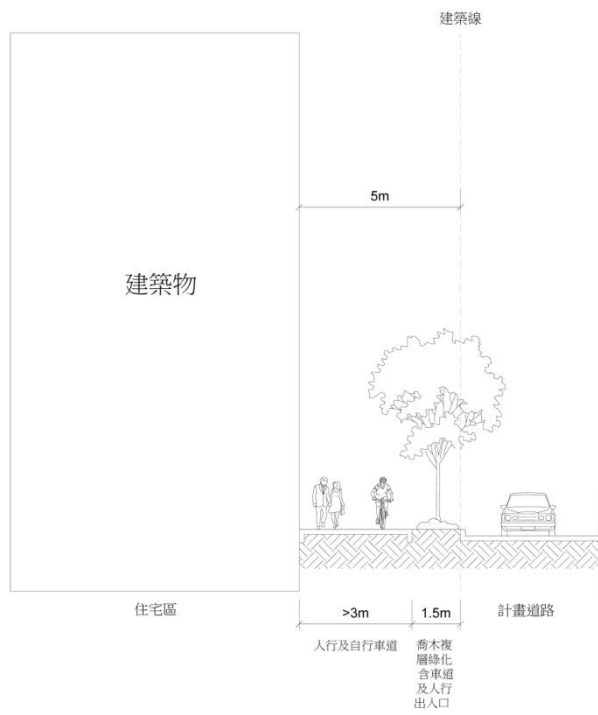 建築線
5m
建築物
住宅區
>3m
1.5m
計畫道路
人行及自行車道
喬木複
層綠化
含車道
及人行
出入口